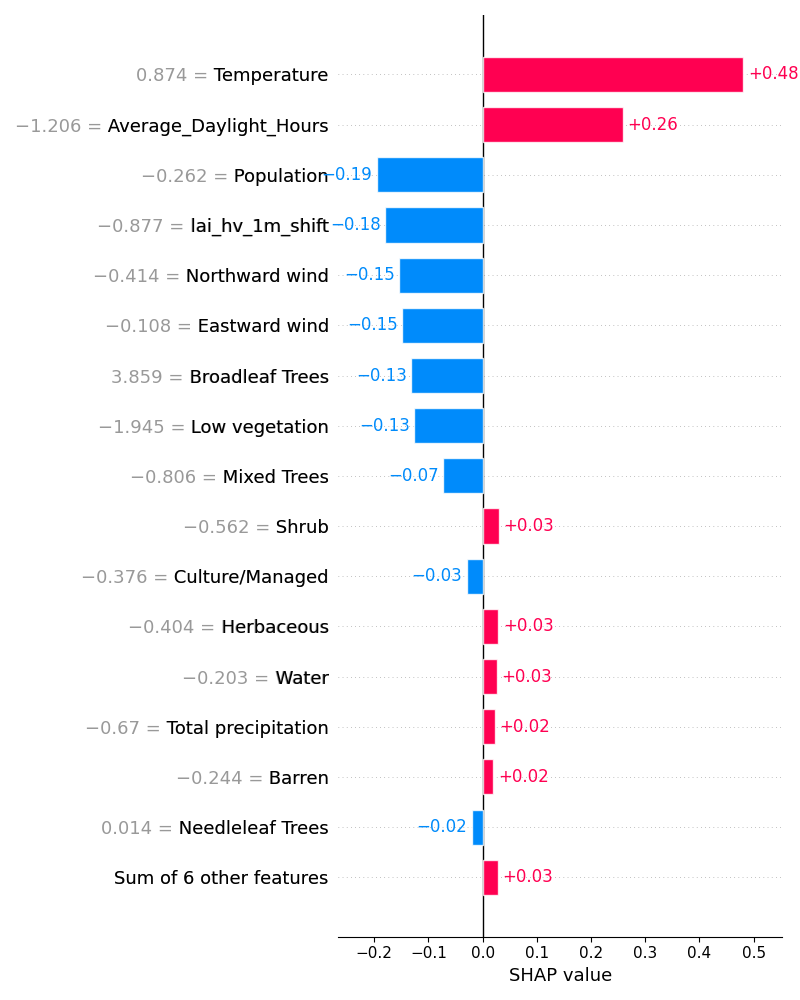 0.874 = Temperature +0.48
−1.206 = Average_Daylight_Hours +0.26
−0.262 = Population −0.19
−0.877 = lai_hv_1m_shift −0.18
−0.414 = Northward wind −0.15
−0.108 = Eastward wind −0.15
3.859 = Broadleaf Trees −0.13
−1.945 = Low vegetation −0.13
−0.806 = Mixed Trees −0.07
−0.562 = Shrub +0.03
−0.376 = Culture/Managed −0.03
−0.404 = Herbaceous +0.03
−0.203 = Water +0.03
−0.67 = Total precipitation +0.02
−0.244 = Barren +0.02
0.014 = Needleleaf Trees −0.02
Sum of 6 other features +0.03
−0.2 −0.1 0.0 0.1 0.2 0.3 0.4 0.5
SHAP value